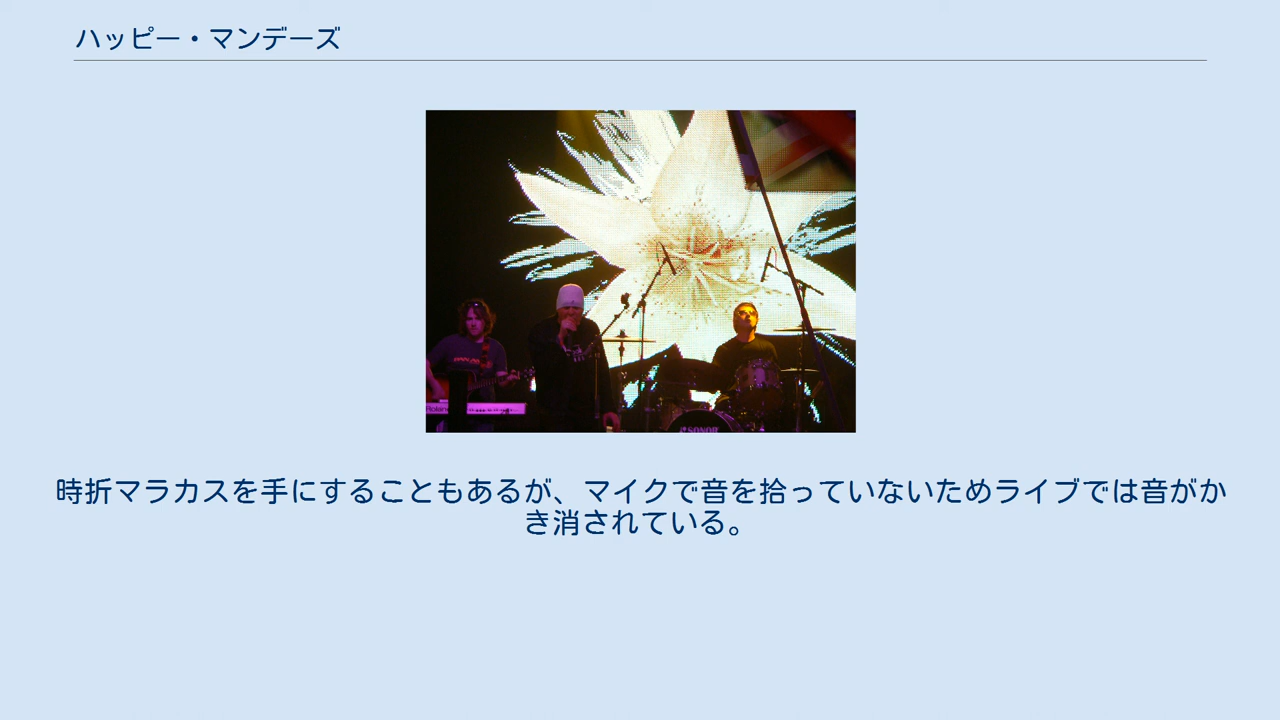 ハッピー・マンデーズ
Roland
SONOR
時折マラカスを手にすることもあるが、マイクで音を拾っていないためライブでは音がか
き消されている。